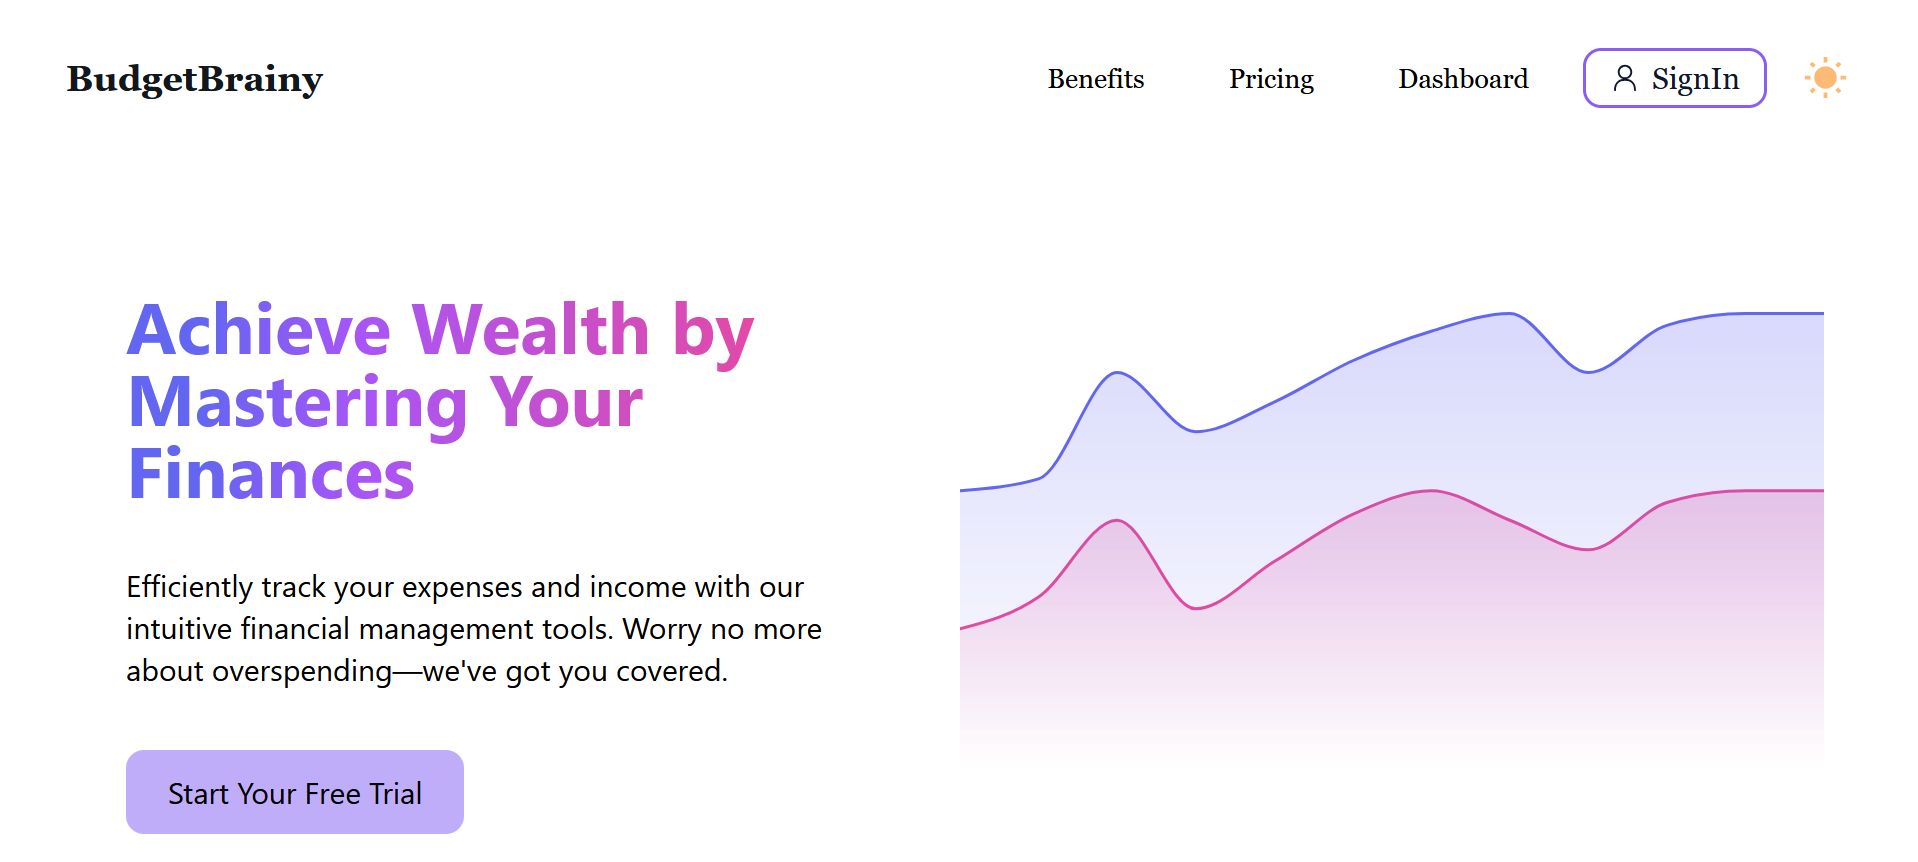 BudgetBrainy
Benefits
Pricing
Dashboard
SignIn
Achieve Wealth by
Mastering Your
Finances
Efficiently track your expenses and income with our
intuitive financial management tools. Worry no more
about overspending—we've got you covered.
Start Your Free Trial